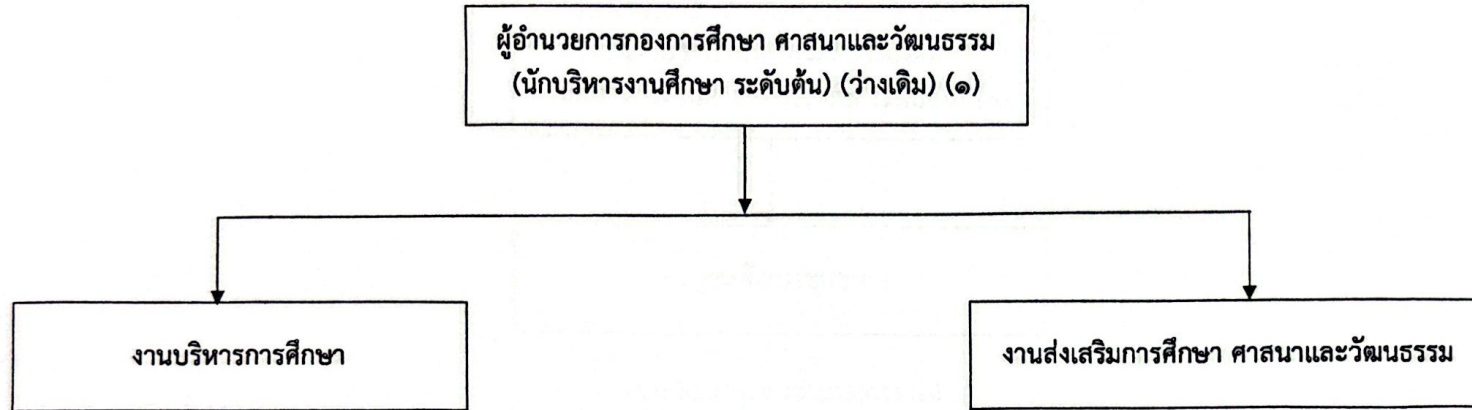 ผู้อำนวยการกองการศึกษา ศาสนาและวัฒนธรรม
(นักบริหารงานศึกษา ระดับต้น) (ว่างเดิม) (๑)
งานบริหารการศึกษา
งานส่งเสริมการศึกษา ศาสนาและวัฒนธรรม